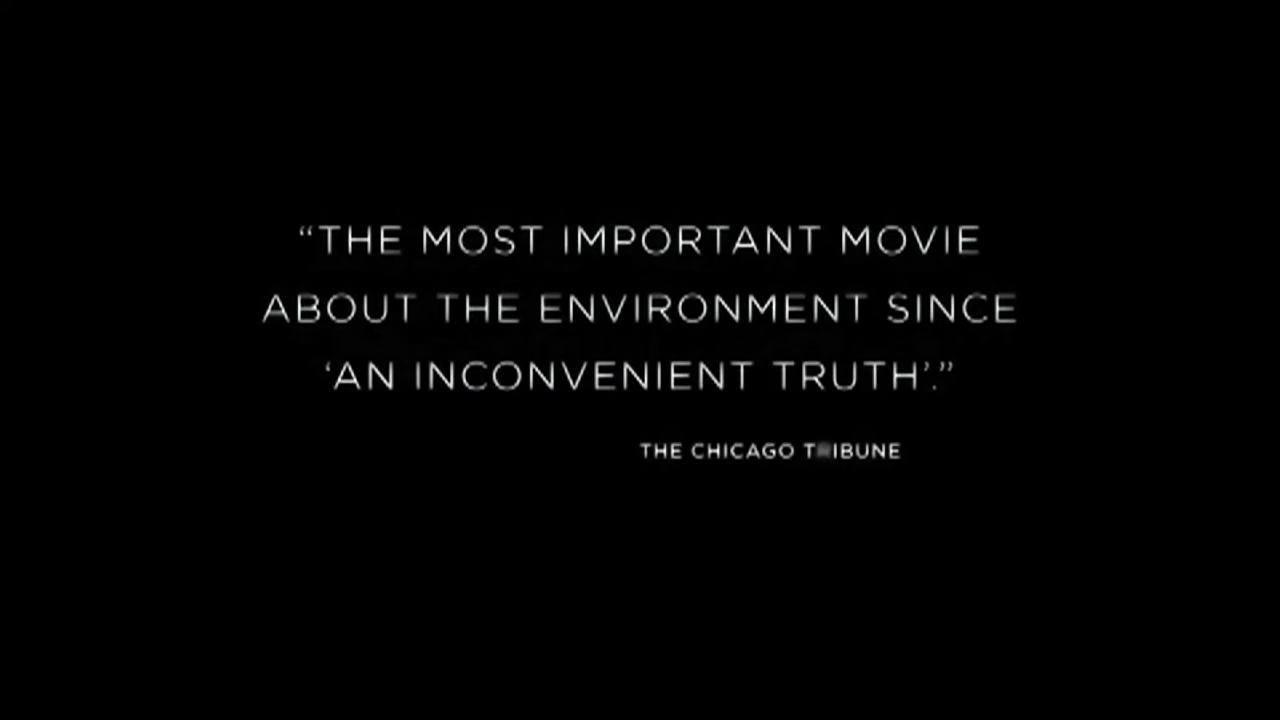 “THE MOST IMPORTANT MOVIE
ABOUT THE ENVIRONMENT SINCE
‘AN INCONVENIENT TRUTH’.”
THE CHICAGO TRIBUNE